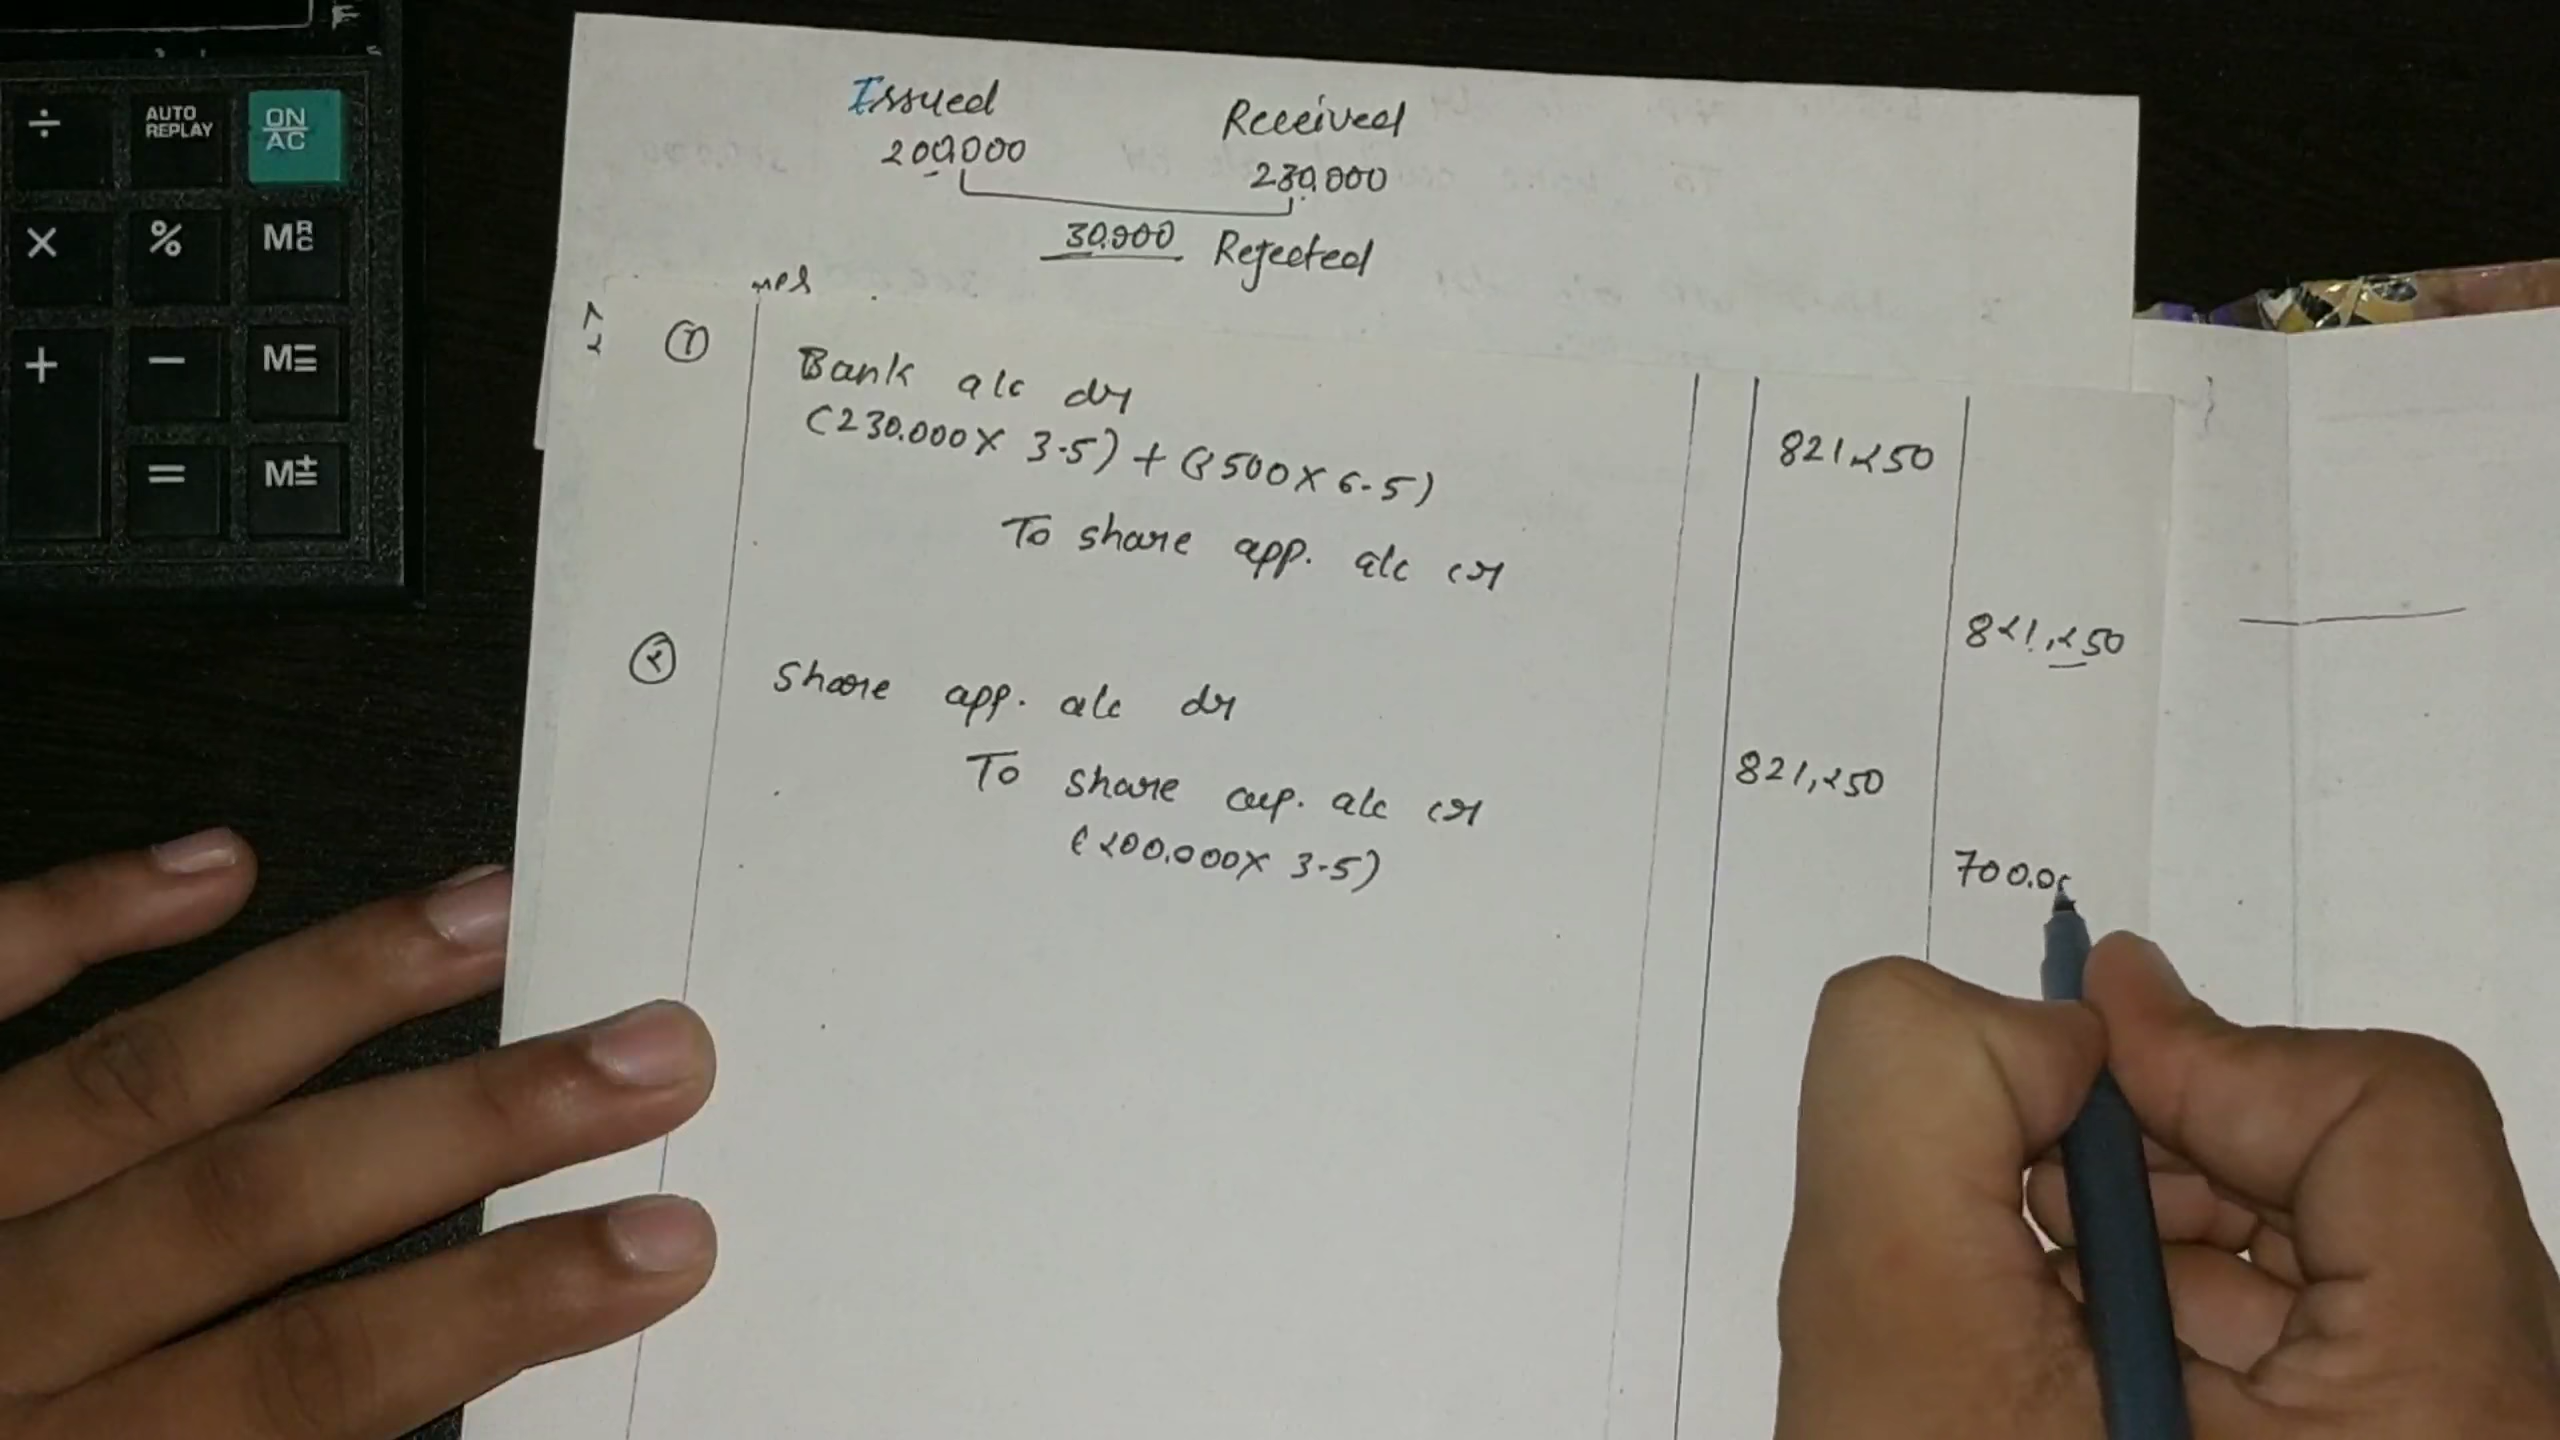 ÷ AUTO REPLAY ON AC
× % MRC
+ − M=
= M±
Issued Received
200,000 230,000
30,000 Rejected
① Bank a/c dr
(230,000 X 3.5) + (2500 X 6.5) 821,250
To share app. a/c cr
821,250
② Share app. a/c dr
821,250
To share cap. a/c cr
(200,000 X 3.5) 700,0